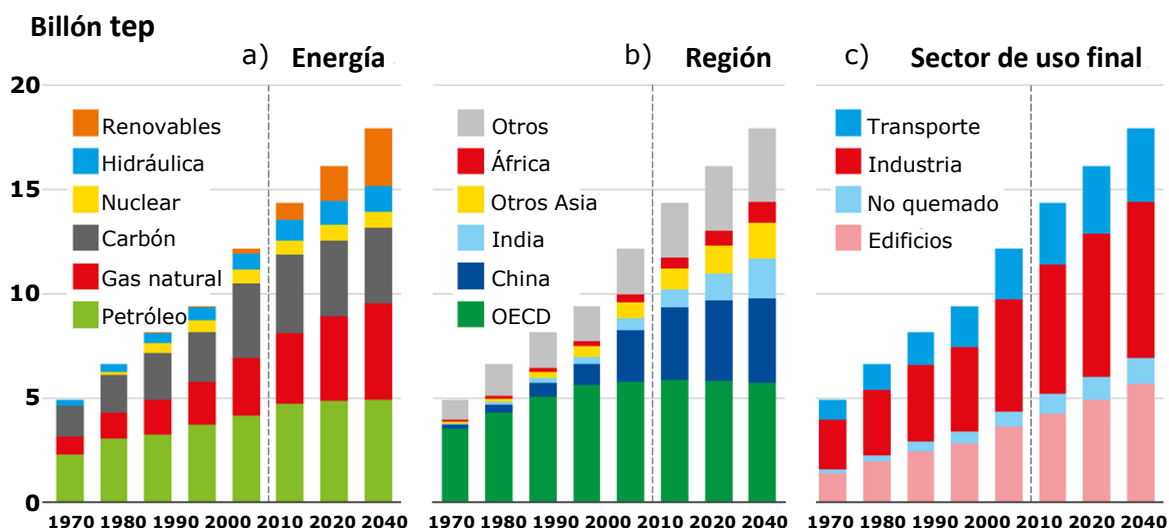 Billón tep
a) Energía
b) Región
c) Sector de uso final
20
15
10
5
0
Renovables
Hidráulica
Nuclear
Carbón
Gas natural
Petróleo
Otros
África
Otros Asia
India
China
OECD
Transporte
Industria
No quemado
Edificios
1970 1980 1990 2000 2010 2020 2040
1970 1980 1990 2000 2010 2020 2040
1970 1980 1990 2000 2010 2020 2040